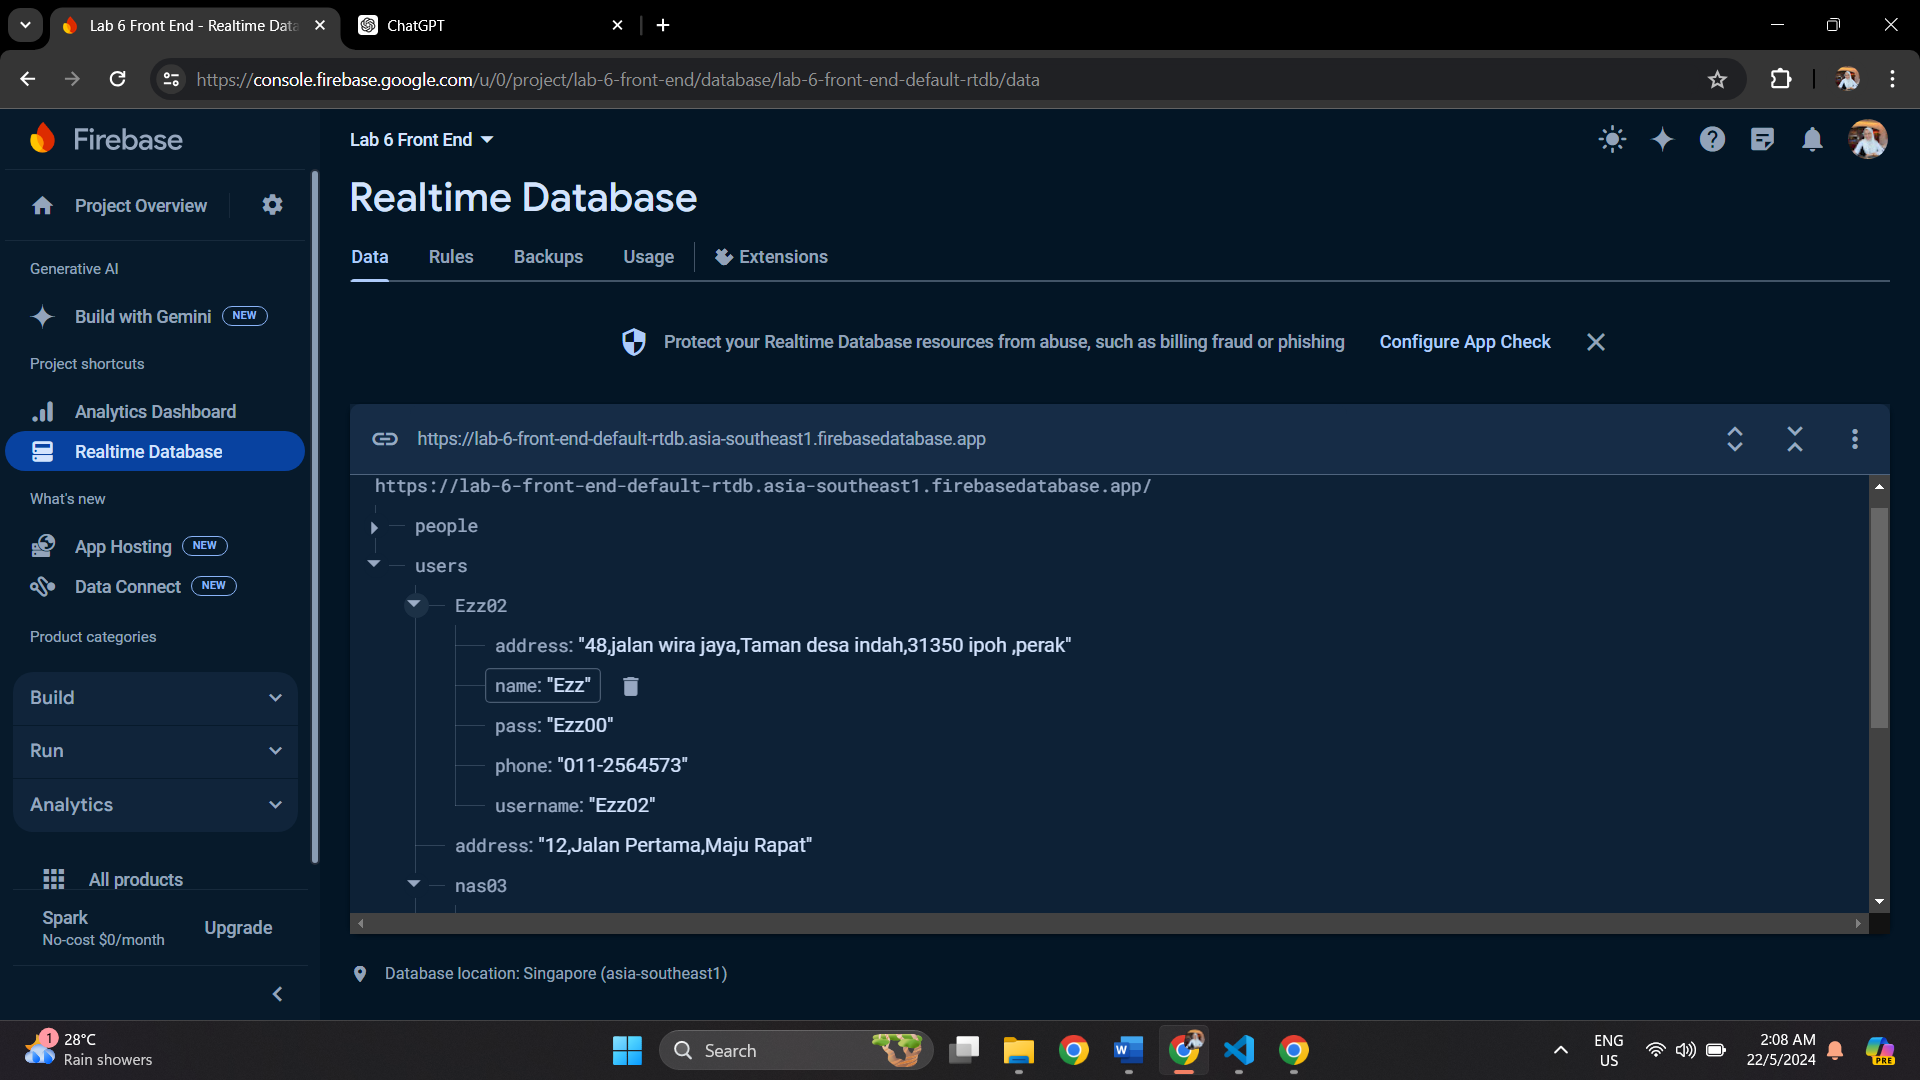 Lab 6 Front End - Realtime Data
ChatGPT
https://console.firebase.google.com/u/0/project/lab-6-front-end/database/lab-6-front-end-default-rtdb/data
Firebase
Lab 6 Front End
Project Overview
Realtime Database
Data Rules Backups Usage Extensions
Generative AI
Build with Gemini NEW
Protect your Realtime Database resources from abuse, such as billing fraud or phishing Configure App Check
Project shortcuts
Analytics Dashboard
Realtime Database
What's new
App Hosting NEW
Data Connect NEW
Product categories
Build
Run
Analytics
All products
Spark
No-cost $0/month
Upgrade
https://lab-6-front-end-default-rtdb.asia-southeast1.firebasedatabase.app
https://lab-6-front-end-default-rtdb.asia-southeast1.firebasedatabase.app/
people
users
Ezz02
address: "48,jalan wira jaya,Taman desa indah,31350 ipoh ,perak"
name: "Ezz"
pass: "Ezz00"
phone: "011-2564573"
username: "Ezz02"
address: "12,Jalan Pertama,Maju Rapat"
nas03
Database location: Singapore (asia-southeast1)
1
28°C
Rain showers
Search
W
PRE
ENG
US
2:08 AM
22/5/2024